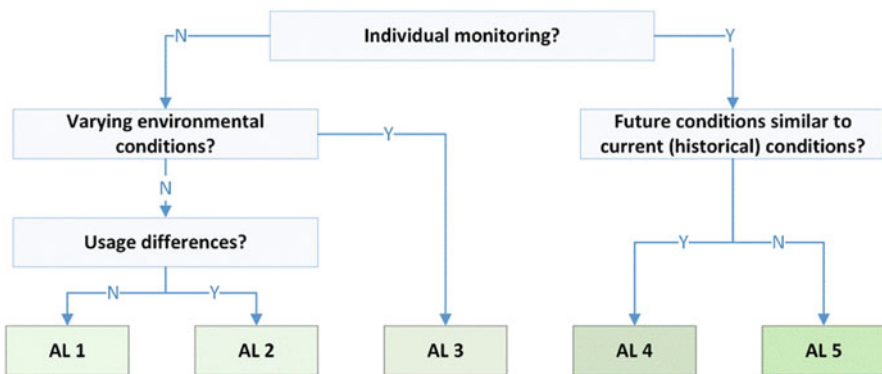 Individual monitoring?
N
Y
Varying environmental
conditions?
Y
Future conditions similar to
current (historical) conditions?
N
Usage differences?
Y
N
N
Y
AL 1
AL 2
AL 3
AL 4
AL 5